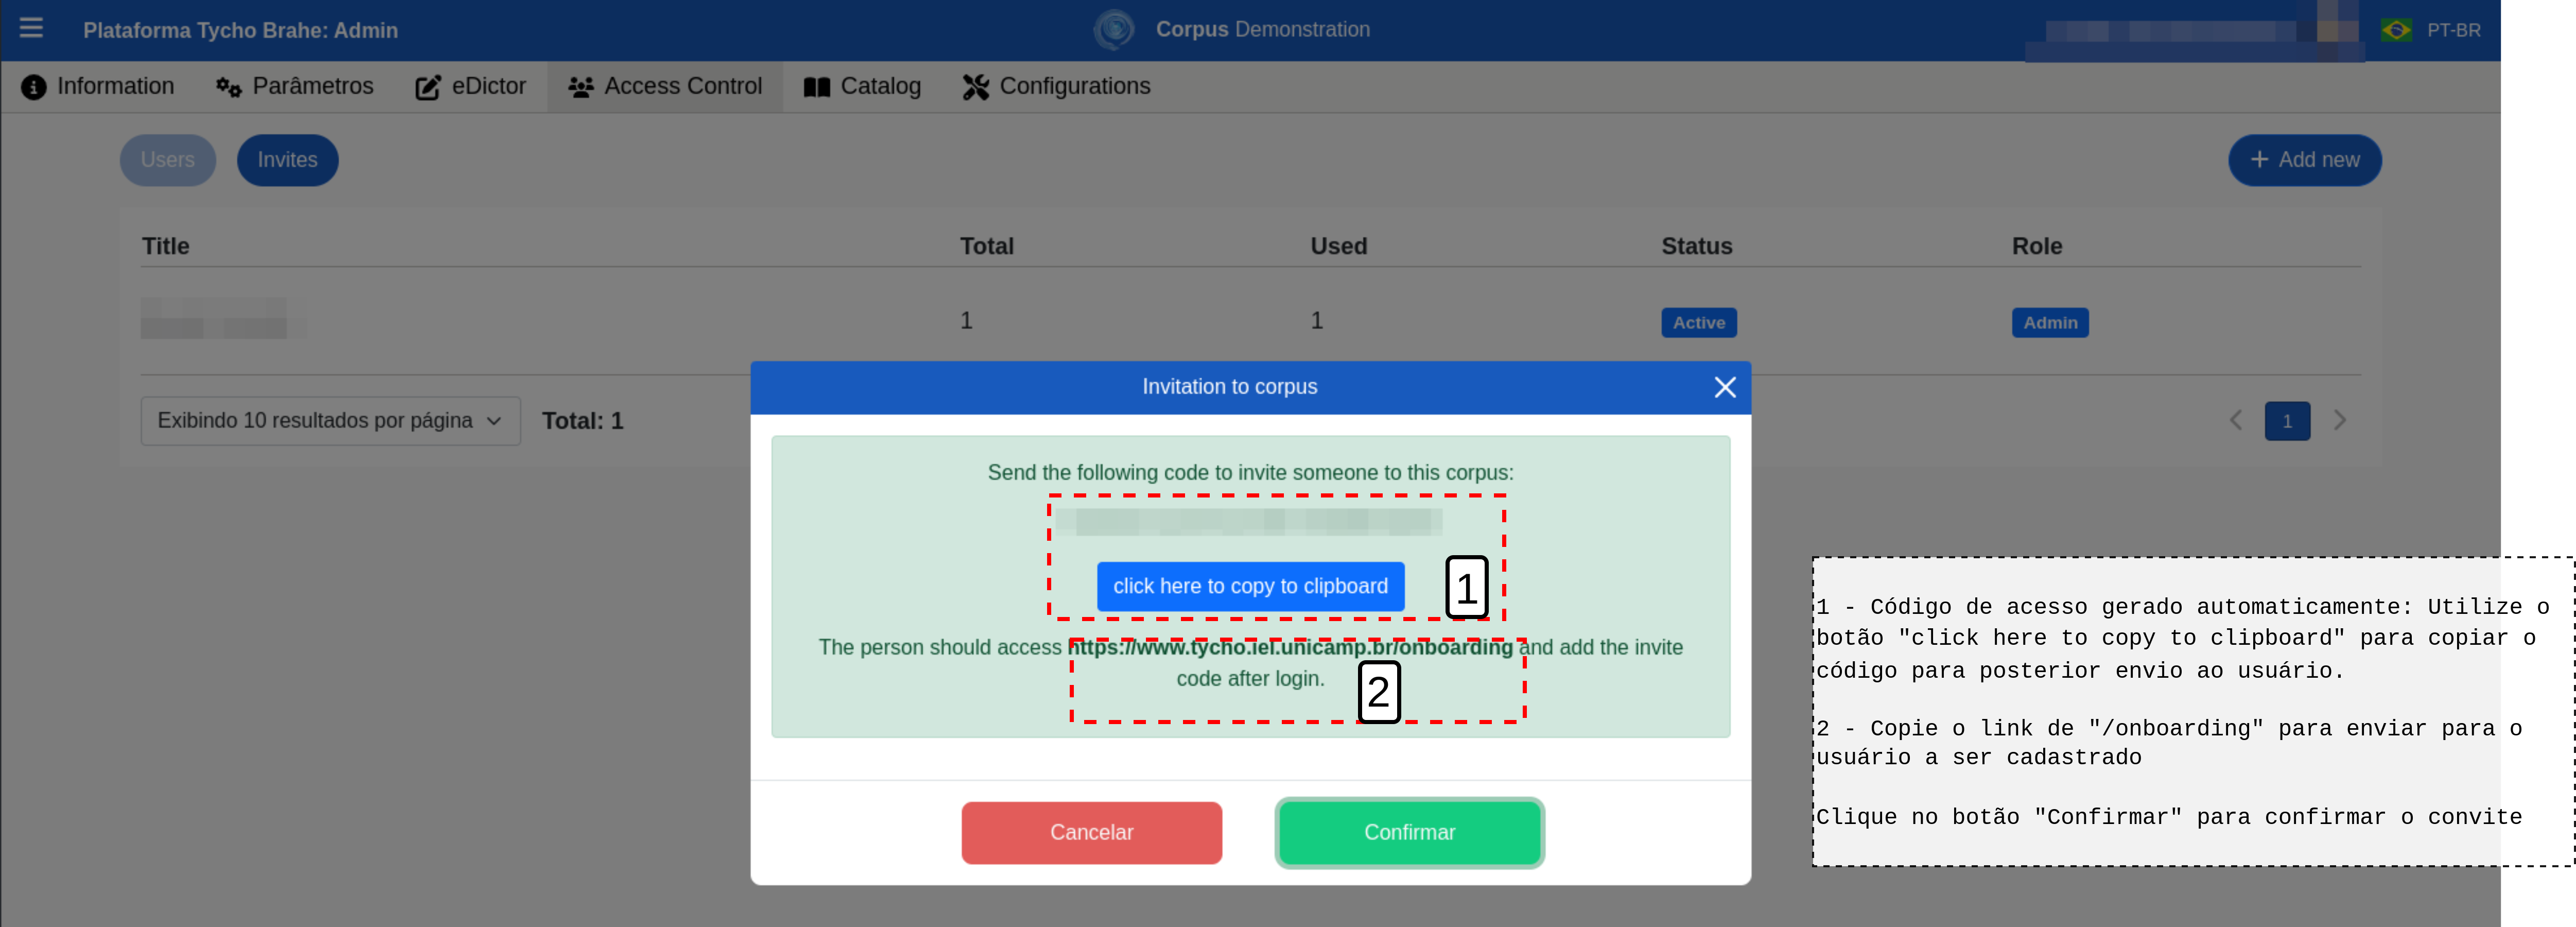 Plataforma Tycho Brahe: Admin
Corpus Demonstration
PT-BR
Information
Parâmetros
eDictor
Access Control
Catalog
Configurations
Users
Invites
+ Add new
Title Total Used Status Role
1 1 Active Admin
Exibindo 10 resultados por página
Total: 1
1
Invitation to corpus
Send the following code to invite someone to this corpus:
click here to copy to clipboard
1
The person should access https://www.tycho.iel.unicamp.br/onboarding and add the invite
code after login.
2
Cancelar
Confirmar
1 - Código de acesso gerado automaticamente: Utilize o
botão "click here to copy to clipboard" para copiar o
código para posterior envio ao usuário.
2 - Copie o link de "/onboarding" para enviar para o
usuário a ser cadastrado
Clique no botão "Confirmar" para confirmar o convite